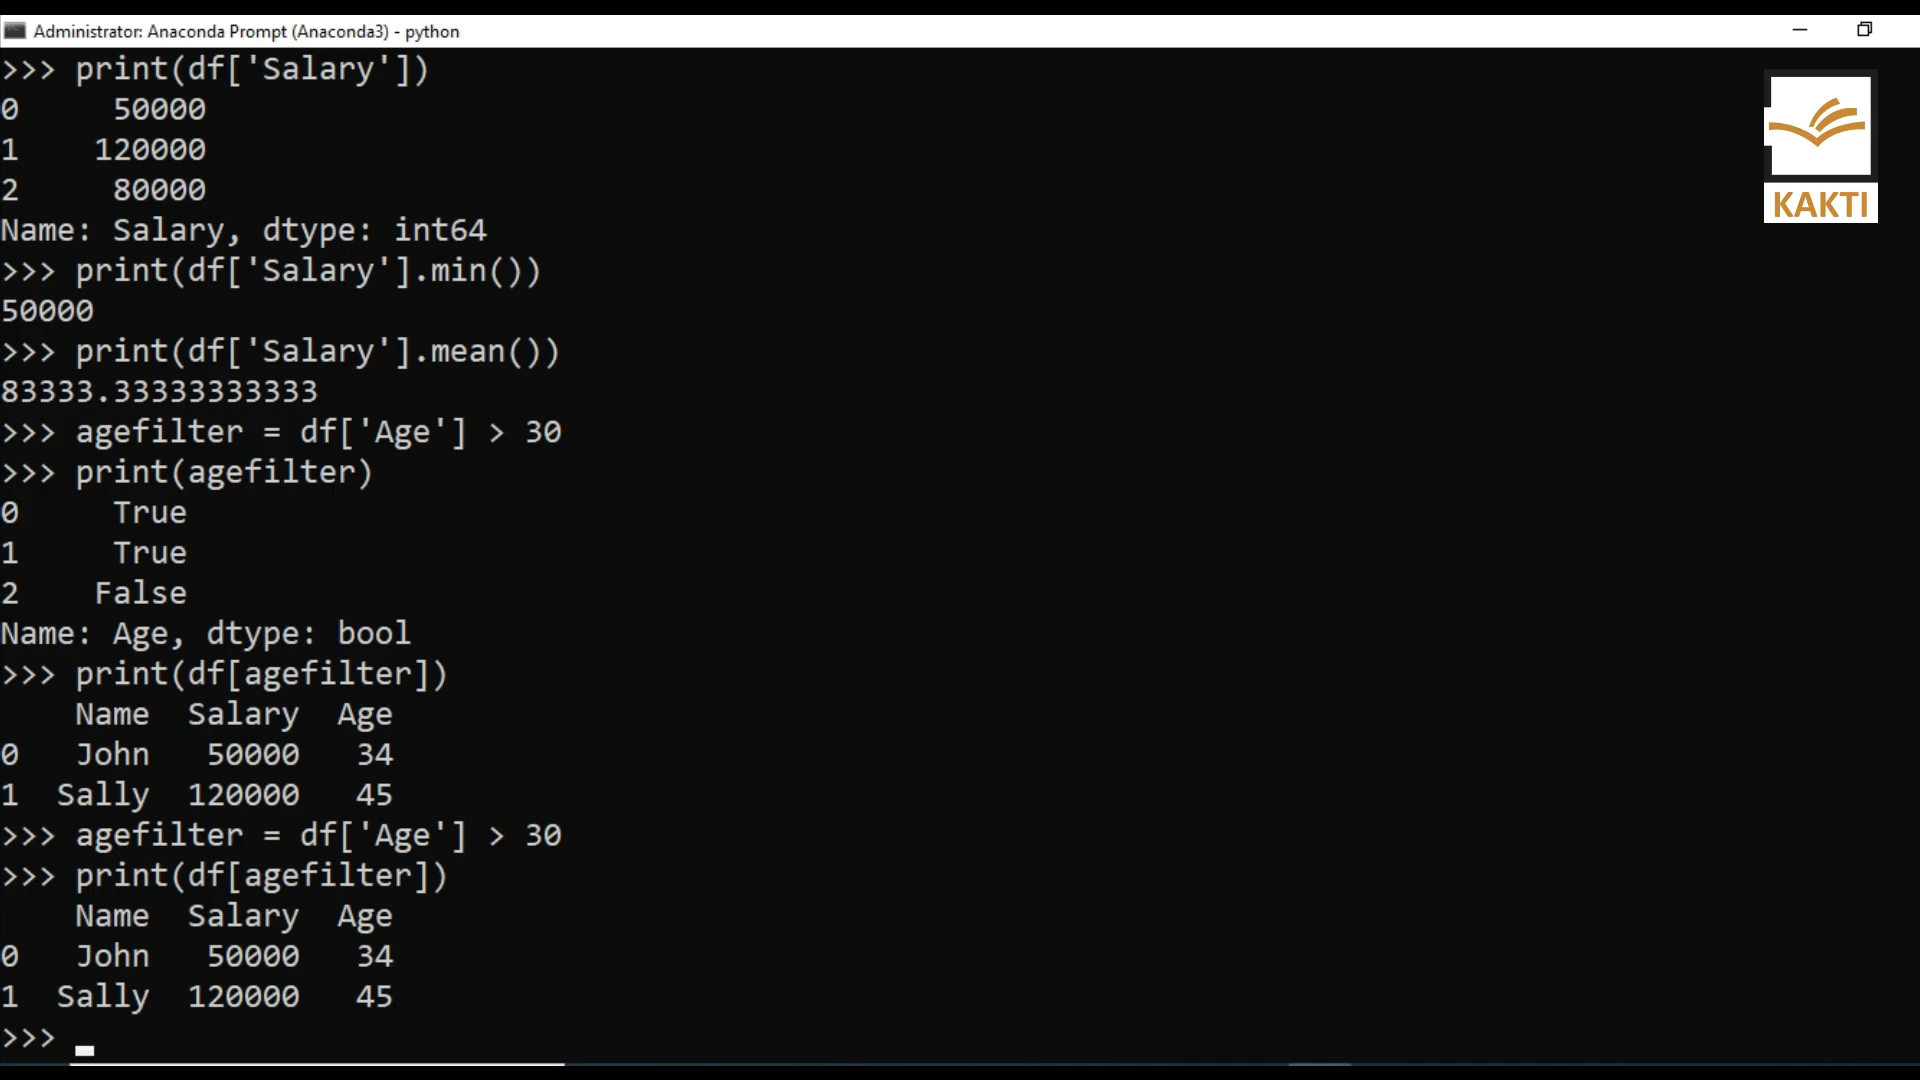 Administrator: Anaconda Prompt (Anaconda3) - python
>>> print(df['Salary'])
0     50000
1    120000
2     80000
Name: Salary, dtype: int64
>>> print(df['Salary'].min())
50000
>>> print(df['Salary'].mean())
83333.33333333333
>>> agefilter = df['Age'] > 30
>>> print(agefilter)
0     True
1     True
2    False
Name: Age, dtype: bool
>>> print(df[agefilter])
    Name  Salary  Age
0   John   50000   34
1  Sally  120000   45
>>> agefilter = df['Age'] > 30
>>> print(df[agefilter])
    Name  Salary  Age
0   John   50000   34
1  Sally  120000   45
>>>
KAKTI